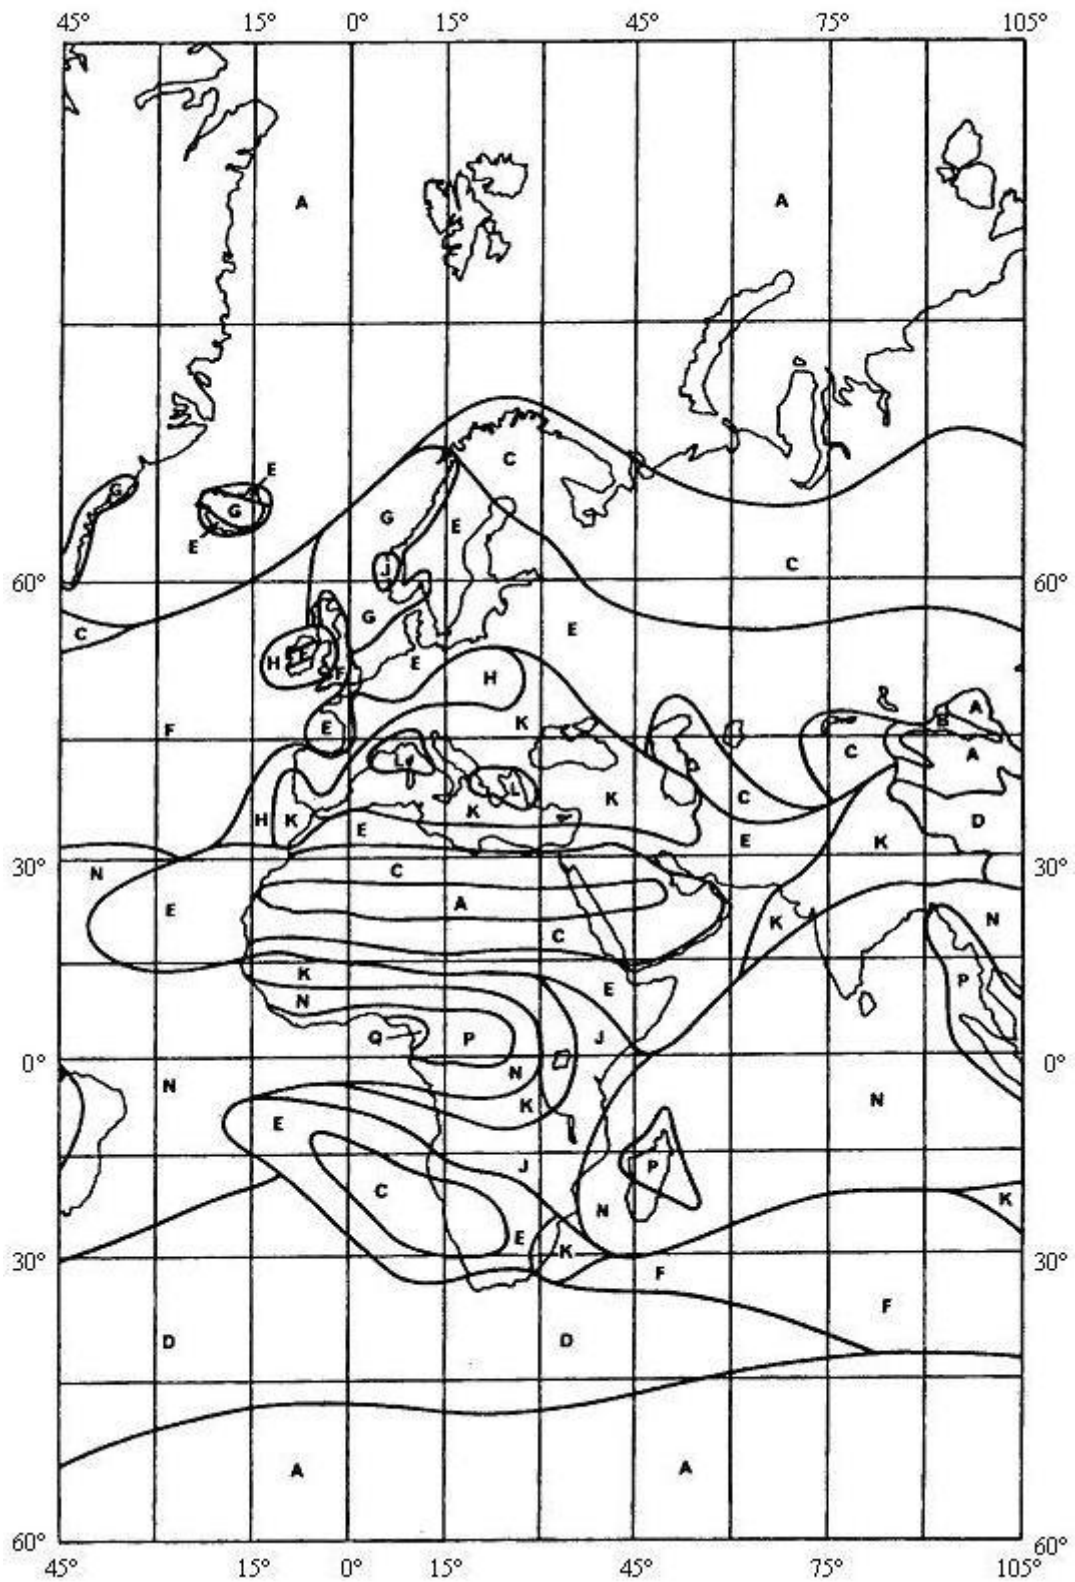 45° 15° 0° 15° 45° 75° 105°
A A
C
G E
G
G E
E
J
60° C 60°
G
C E
H E F E H
A
F E K B
C A
L
L K C
H K K D
E E K
30° C 30°
N
E A N
C K
K E P
N
Q P J
0° 0°
N N
N
K
E
J P
C
N K
E K
30° F 30°
F
D D
A A
60° 60°
45° 15° 0° 15° 45° 75° 105°